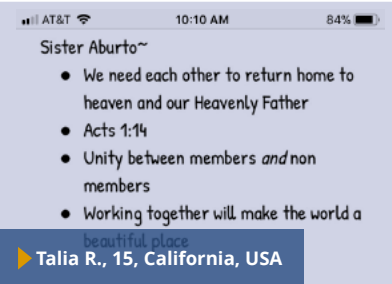 AT&T 10:10 AM 84%
Sister Aburto~
• We need each other to return home to
heaven and our Heavenly Father
• Acts 1:14
• Unity between members and non
members
• Working together will make the world a
beautiful place
Talia R., 15, California, USA